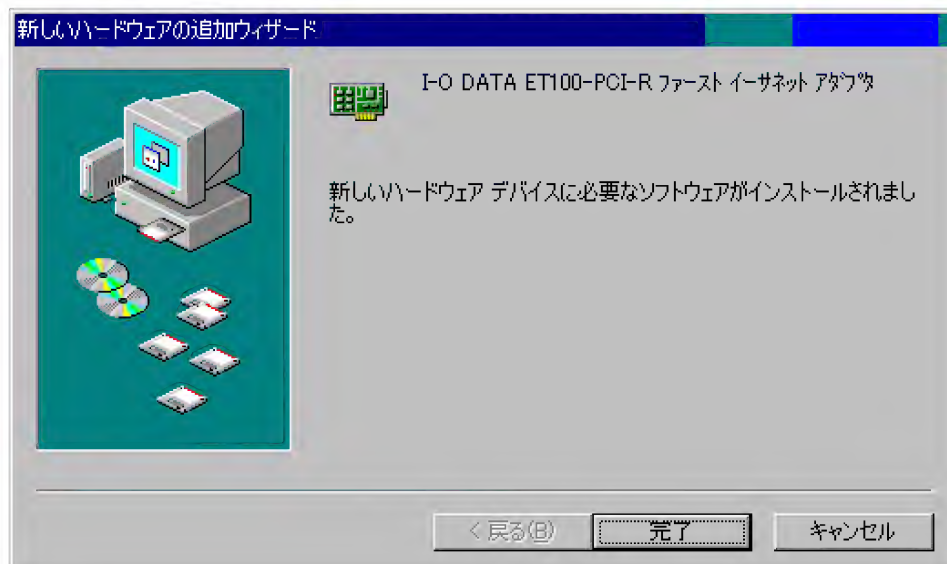 新しいハードウェアの追加ウィザード
I-O DATA ET100-PCI-R ファースト イーサネット アダプタ
新しいハードウェア デバイスに必要なソフトウェアがインストールされまし
た。
< 戻る(B)
完了
キャンセル